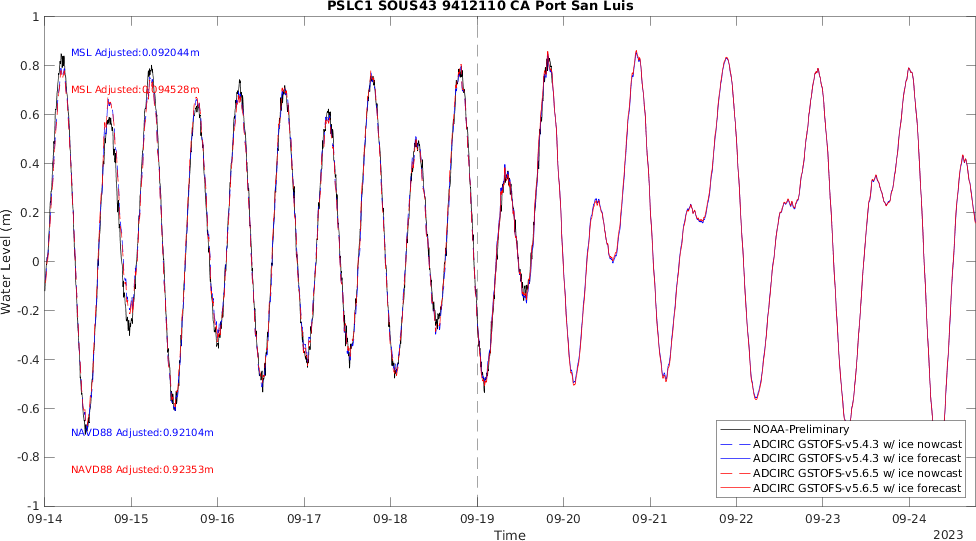 PSLC1 SOUS43 9412110 CA Port San Luis
1
0.8
0.6
0.4
0.2
0
-0.2
-0.4
-0.6
-0.8
-1
Water Level (m)
MSL Adjusted:0.092044m
MSL Adjusted:0.094528m
NAVD88 Adjusted:0.92104m
NAVD88 Adjusted:0.92353m
NOAA-Preliminary
ADCIRC GSTOFS-v5.4.3 w/ ice nowcast
ADCIRC GSTOFS-v5.4.3 w/ ice forecast
ADCIRC GSTOFS-v5.6.5 w/ ice nowcast
ADCIRC GSTOFS-v5.6.5 w/ ice forecast
09-14 09-15 09-16 09-17 09-18 09-19 09-20 09-21 09-22 09-23 09-24
Time
2023